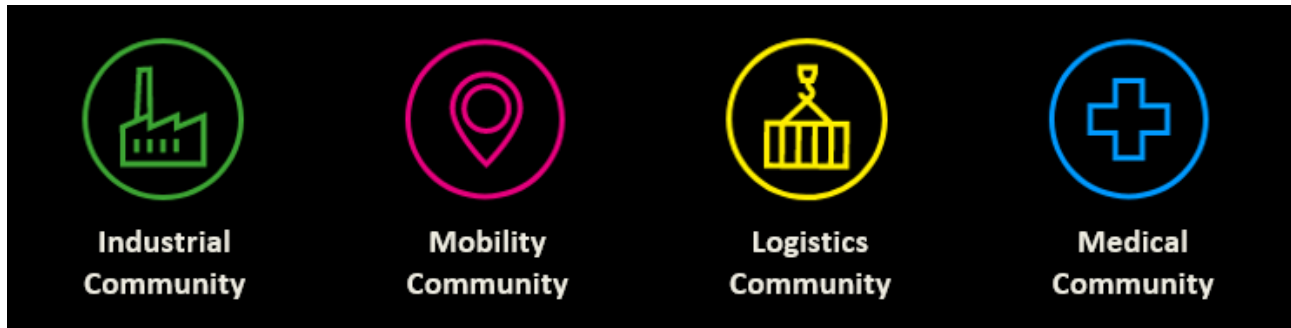 Industrial
Community
Mobility
Community
Logistics
Community
Medical
Community